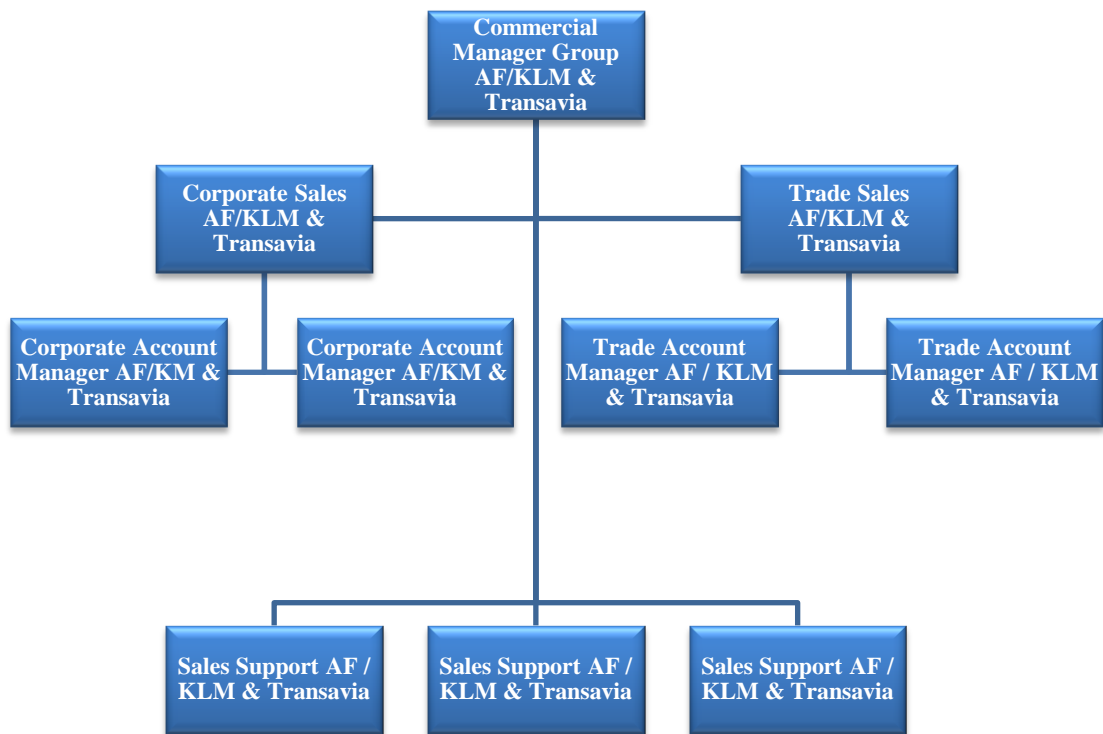 Commercial
Manager Group
AF/KLM &
Transavia
Corporate Sales
AF/KLM &
Transavia
Trade Sales
AF/KLM &
Transavia
Corporate Account
Manager AF/KM &
Transavia
Corporate Account
Manager AF/KM &
Transavia
Trade Account
Manager AF / KLM
& Transavia
Trade Account
Manager AF / KLM
& Transavia
Sales Support AF /
KLM & Transavia
Sales Support AF /
KLM & Transavia
Sales Support AF /
KLM & Transavia